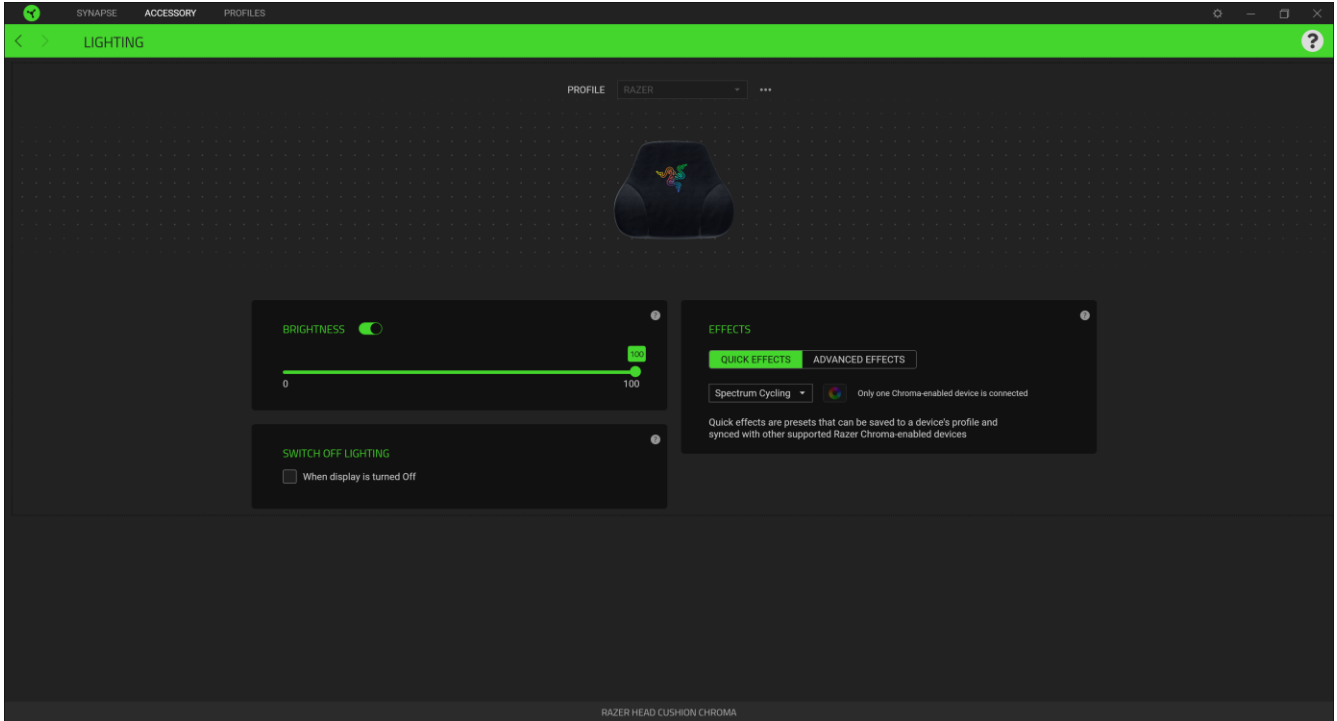 SYNAPSE ACCESSORY PROFILES
LIGHTING
?
PROFILE RAZER
BRIGHTNESS
?
100
0 100
SWITCH OFF LIGHTING
?
When display is turned Off
EFFECTS
?
QUICK EFFECTS ADVANCED EFFECTS
Spectrum Cycling Only one Chroma-enabled device is connected
Quick effects are presets that can be saved to a device's profile and
synced with other supported Razer Chroma-enabled devices
RAZER HEAD CUSHION CHROMA